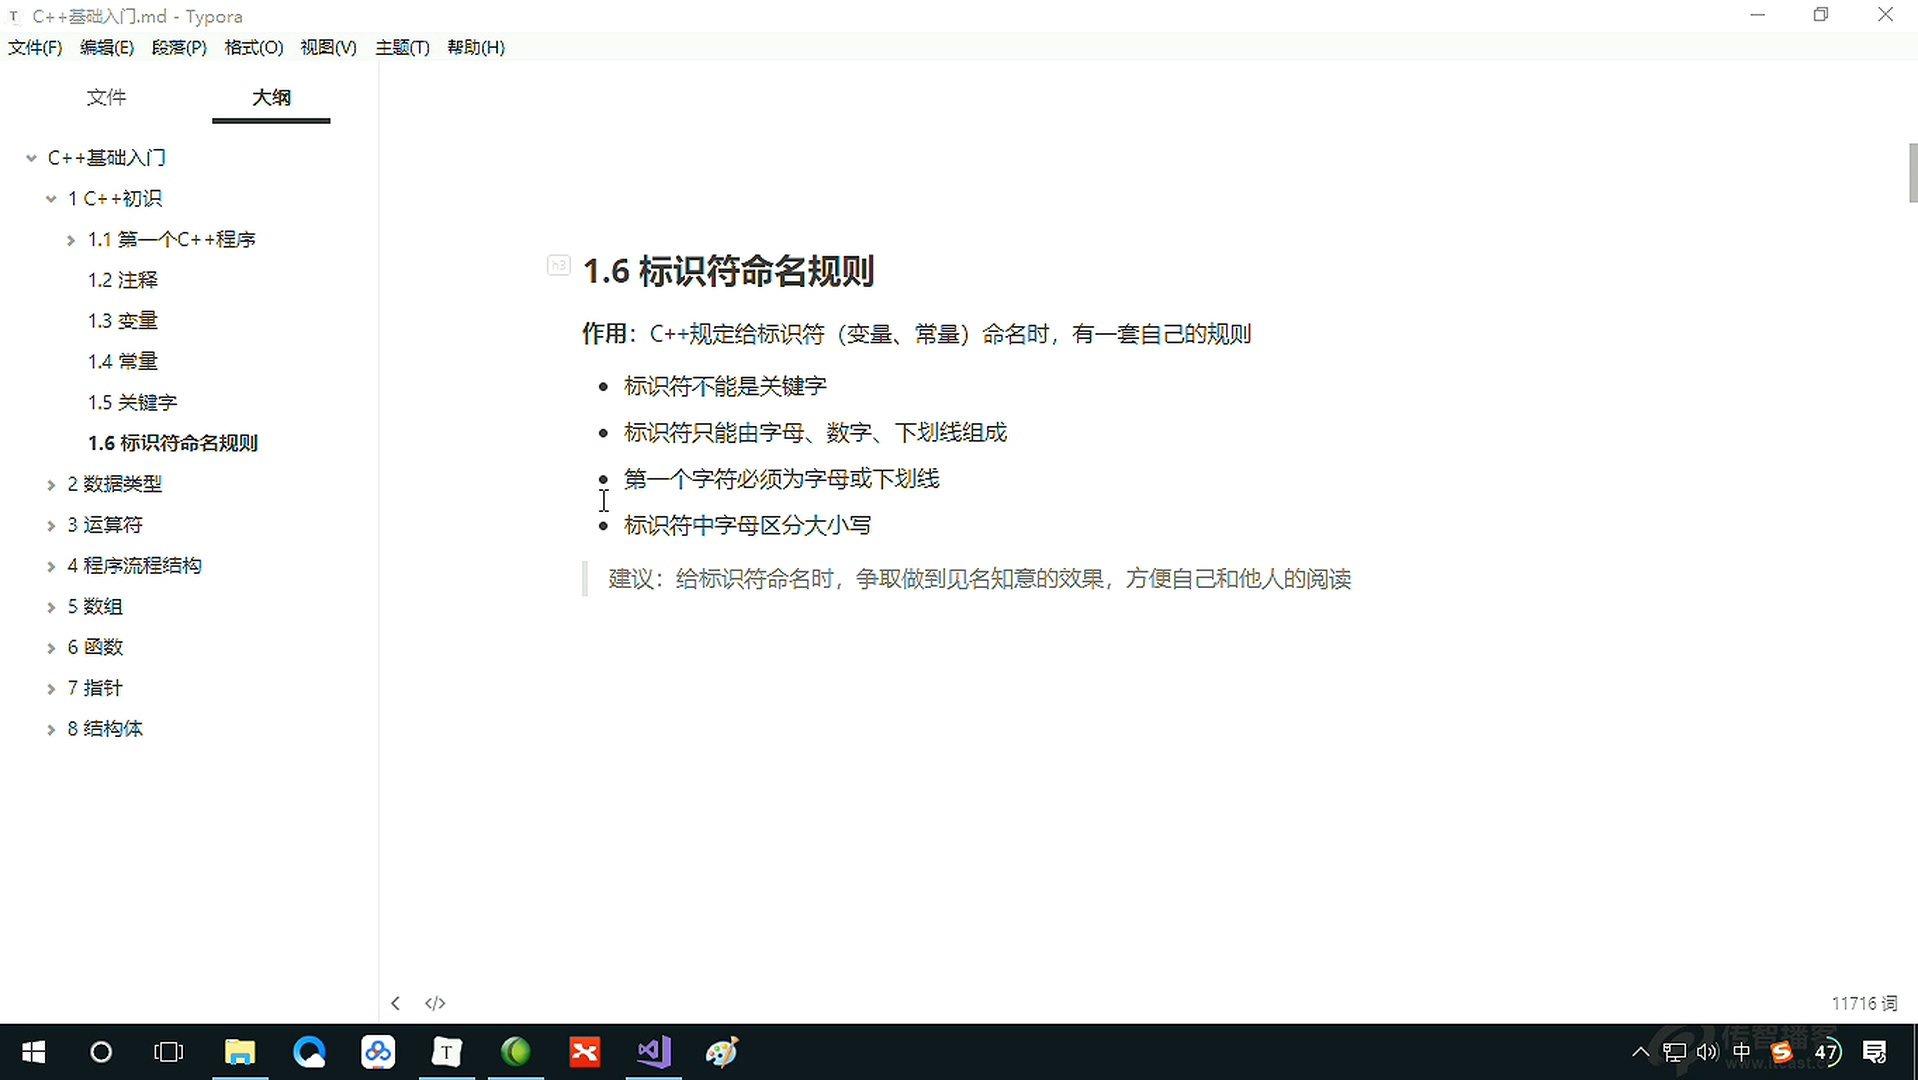 C++基础入门.md - Typora
文件(F) 编辑(E) 段落(P) 格式(O) 视图(V) 主题(T) 帮助(H)
文件 大纲
C++基础入门
1 C++初识
1.1 第一个C++程序
1.2 注释
1.3 变量
1.4 常量
1.5 关键字
1.6 标识符命名规则
2 数据类型
3 运算符
4 程序流程结构
5 数组
6 函数
7 指针
8 结构体
h3
1.6 标识符命名规则
作用：C++规定给标识符（变量、常量）命名时，有一套自己的规则
标识符不能是关键字
标识符只能由字母、数字、下划线组成
第一个字符必须为字母或下划线
标识符中字母区分大小写
建议：给标识符命名时，争取做到见名知意的效果，方便自己和他人的阅读
</>
11716 词
T
中
47
传智播客